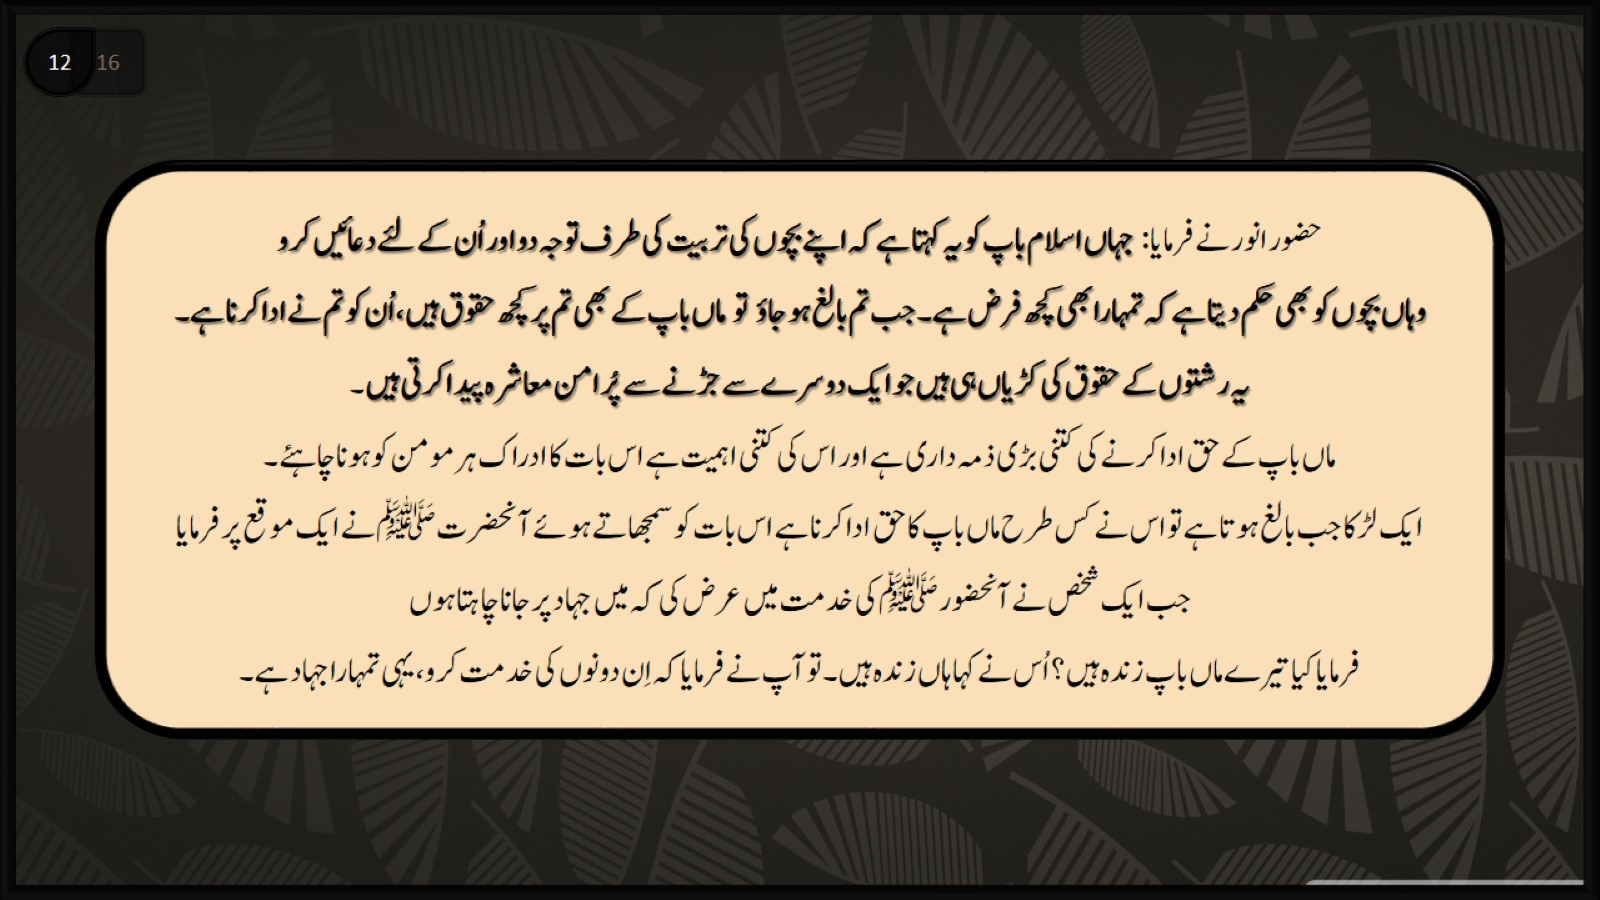 12 16
حضور انور نے فرمایا: جہاں اسلام باپ کو یہ کہتا ہے کہ اپنے بچوں کی تربیت کی طرف توجہ دو اور اُن کے لئے دعائیں کرو
وہاں بچوں کو بھی حکم دیتا ہے کہ تمہارا بھی کچھ فرض ہے۔ جب تم بالغ ہو جاؤ تو ماں باپ کے بھی تم پر کچھ حقوق ہیں، اُن کو تم نے ادا کرنا ہے۔
یہ رشتوں کے حقوق کی کڑیاں ہی ہیں جو ایک دوسرے سے جڑنے سے پُر امن معاشرہ پیدا کرتی ہیں۔
ماں باپ کے حق ادا کرنے کی کتنی بڑی ذمہ داری ہے اور اس کی کتنی اہمیت ہے اس بات کا ادراک ہر مومن کو ہونا چاہئے۔
ایک لڑکا جب بالغ ہوتا ہے تو اس نے کس طرح ماں باپ کا حق ادا کرنا ہے اس بات کو سمجھاتے ہوئے آنحضرت ﷺ نے ایک موقع پر فرمایا
جب ایک شخص نے آنحضور ﷺ کی خدمت میں عرض کی کہ میں جہاد پر جانا چاہتا ہوں
فرمایا کیا تیرے ماں باپ زندہ ہیں؟ اُس نے کہا ہاں زندہ ہیں۔ تو آپ نے فرمایا کہ اِن دونوں کی خدمت کرو، یہی تمہارا جہاد ہے۔